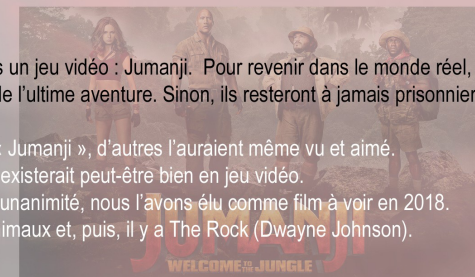 s un jeu vidéo : Jumanji. Pour revenir dans le monde réel,
de l’ultime aventure. Sinon, ils resteront à jamais prisonnier
: Jumanji », d’autres l’auraient même vu et aimé.
existerait peut-être bien en jeu vidéo.
unanimité, nous l’avons élu comme film à voir en 2018.
nimaux et, puis, il y a The Rock (Dwayne Johnson).
JUMANJI
WELCOME TO THE JUNGLE